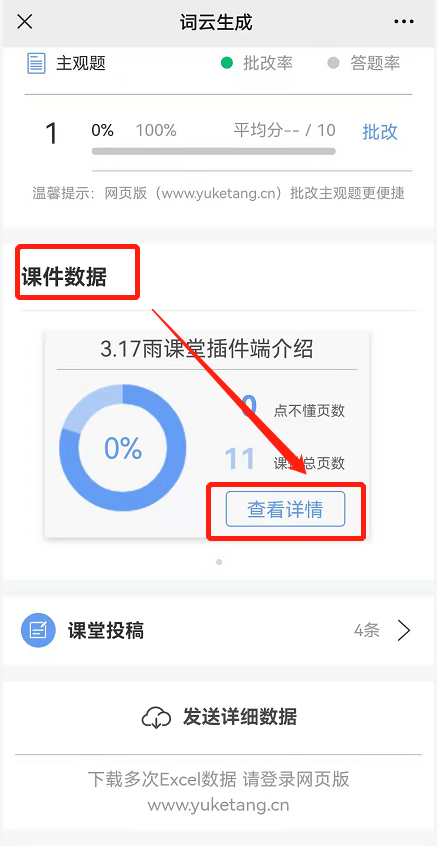 词云生成
主观题 批改率 答题率
1 0% 100% 平均分-- / 10 批改
温馨提示：网页版（www.yuketang.cn）批改主观题更便捷
课件数据
3.17雨课堂插件端介绍
0% 0 点不懂页数
11 课件总页数
查看详情
课堂投稿 4条
发送详细数据
下载多次Excel数据 请登录网页版
www.yuketang.cn